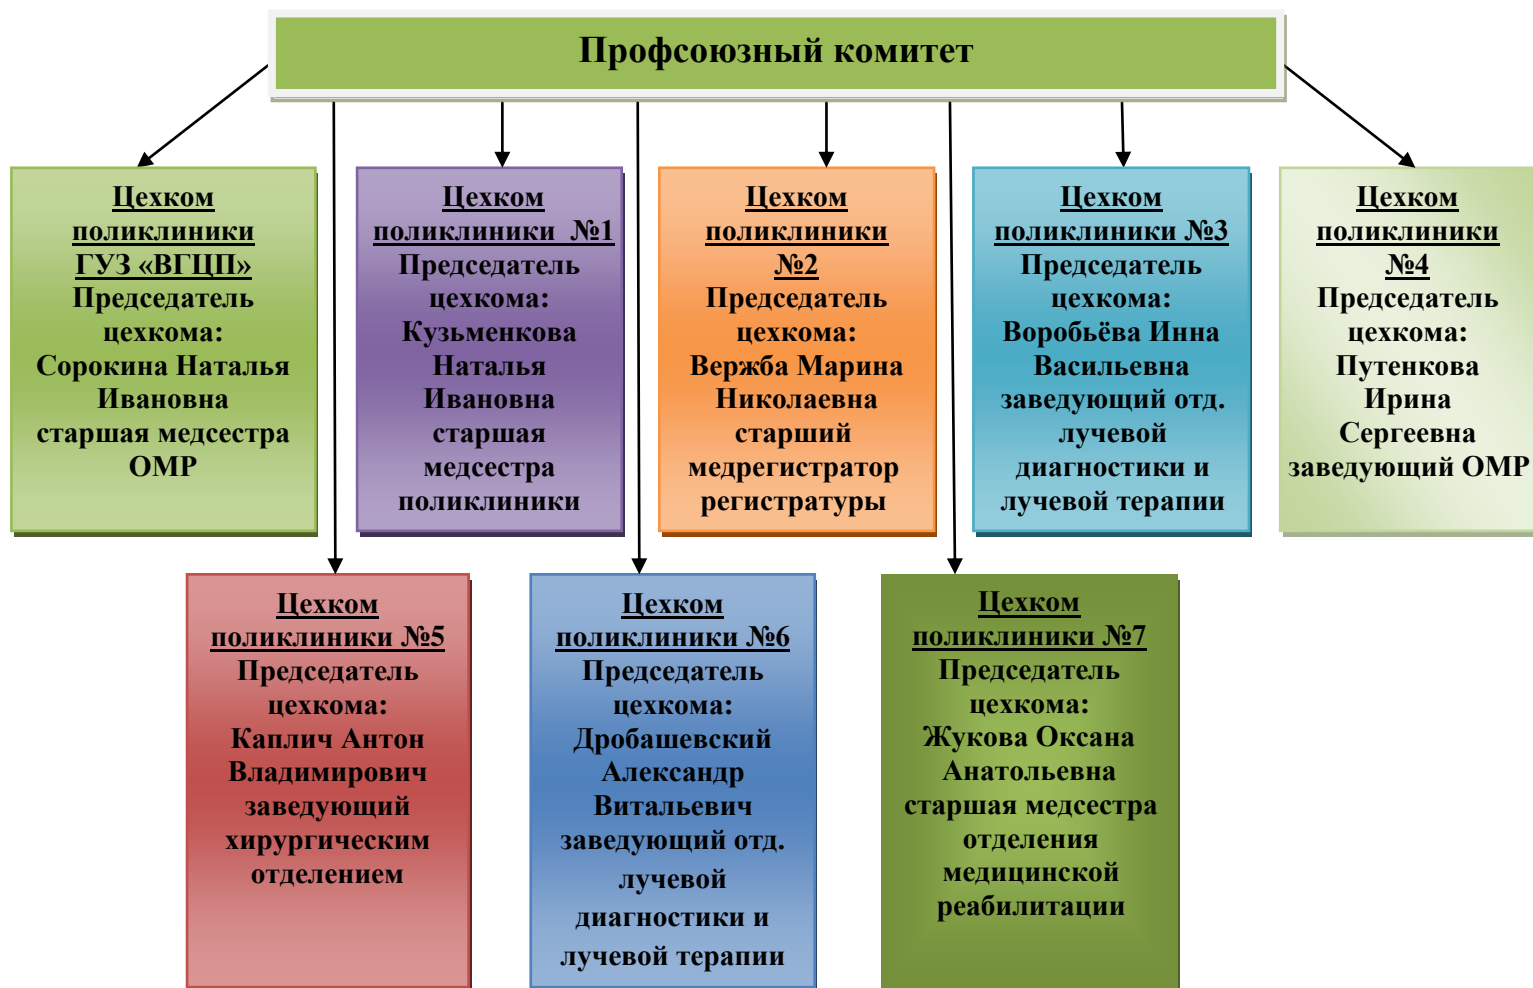 Профсоюзный комитет
Цехком
поликлиники
ГУЗ «ВГЦП»
Председатель
цехкома:
Сорокина Наталья
Ивановна
старшая медсестра
ОМР
Цехком
поликлиники №1
Председатель
цехкома:
Кузьменкова
Наталья
Ивановна
старшая
медсестра
поликлиники
Цехком
поликлиники
№2
Председатель
цехкома:
Вержба Марина
Николаевна
старший
медрегистратор
регистратуры
Цехком
поликлиники №3
Председатель
цехкома:
Воробьёва Инна
Васильевна
заведующий отд.
лучевой
диагностики и
лучевой терапии
Цехком
поликлиники
№4
Председатель
цехкома:
Путенкова
Ирина
Сергеевна
заведующий ОМР
Цехком
поликлиники №5
Председатель
цехкома:
Каплич Антон
Владимирович
заведующий
хирургическим
отделением
Цехком
поликлиники №6
Председатель
цехкома:
Дробашевский
Александр
Витальевич
заведующий отд.
лучевой
диагностики и
лучевой терапии
Цехком
поликлиники №7
Председатель
цехкома:
Жукова Оксана
Анатольевна
старшая медсестра
отделения
медицинской
реабилитации